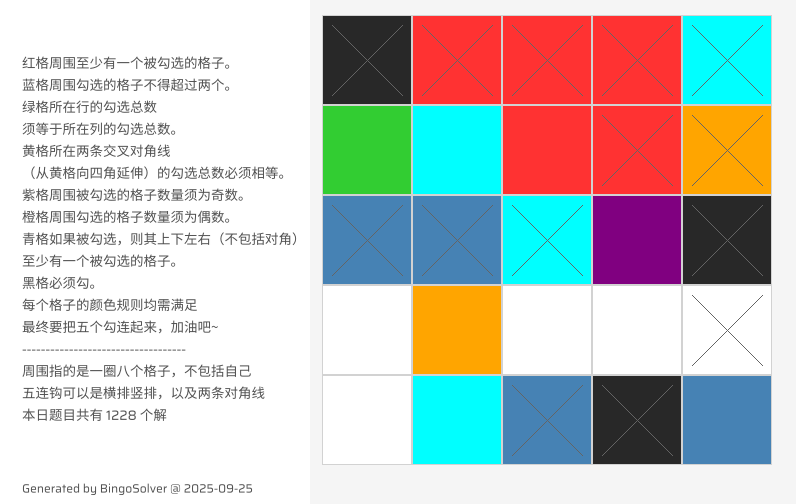 红格周围至少有一个被勾选的格子。
蓝格周围勾选的格子不得超过两个。
绿格所在行的勾选总数
须等于所在列的勾选总数。
黄格所在两条交叉对角线
（从黄格向四角延伸）的勾选总数必须相等。
紫格周围被勾选的格子数量须为奇数。
橙格周围勾选的格子数量须为偶数。
青格如果被勾选，则其上下左右（不包括对角）
至少有一个被勾选的格子。
黑格必须勾。
每个格子的颜色规则均需满足
最终要把五个勾连起来，加油吧~
-----------------------------------
周围指的是一圈八个格子，不包括自己
五连钩可以是横排竖排，以及两条对角线
本日题目共有 1228 个解
Generated by BingoSolver @ 2025-09-25